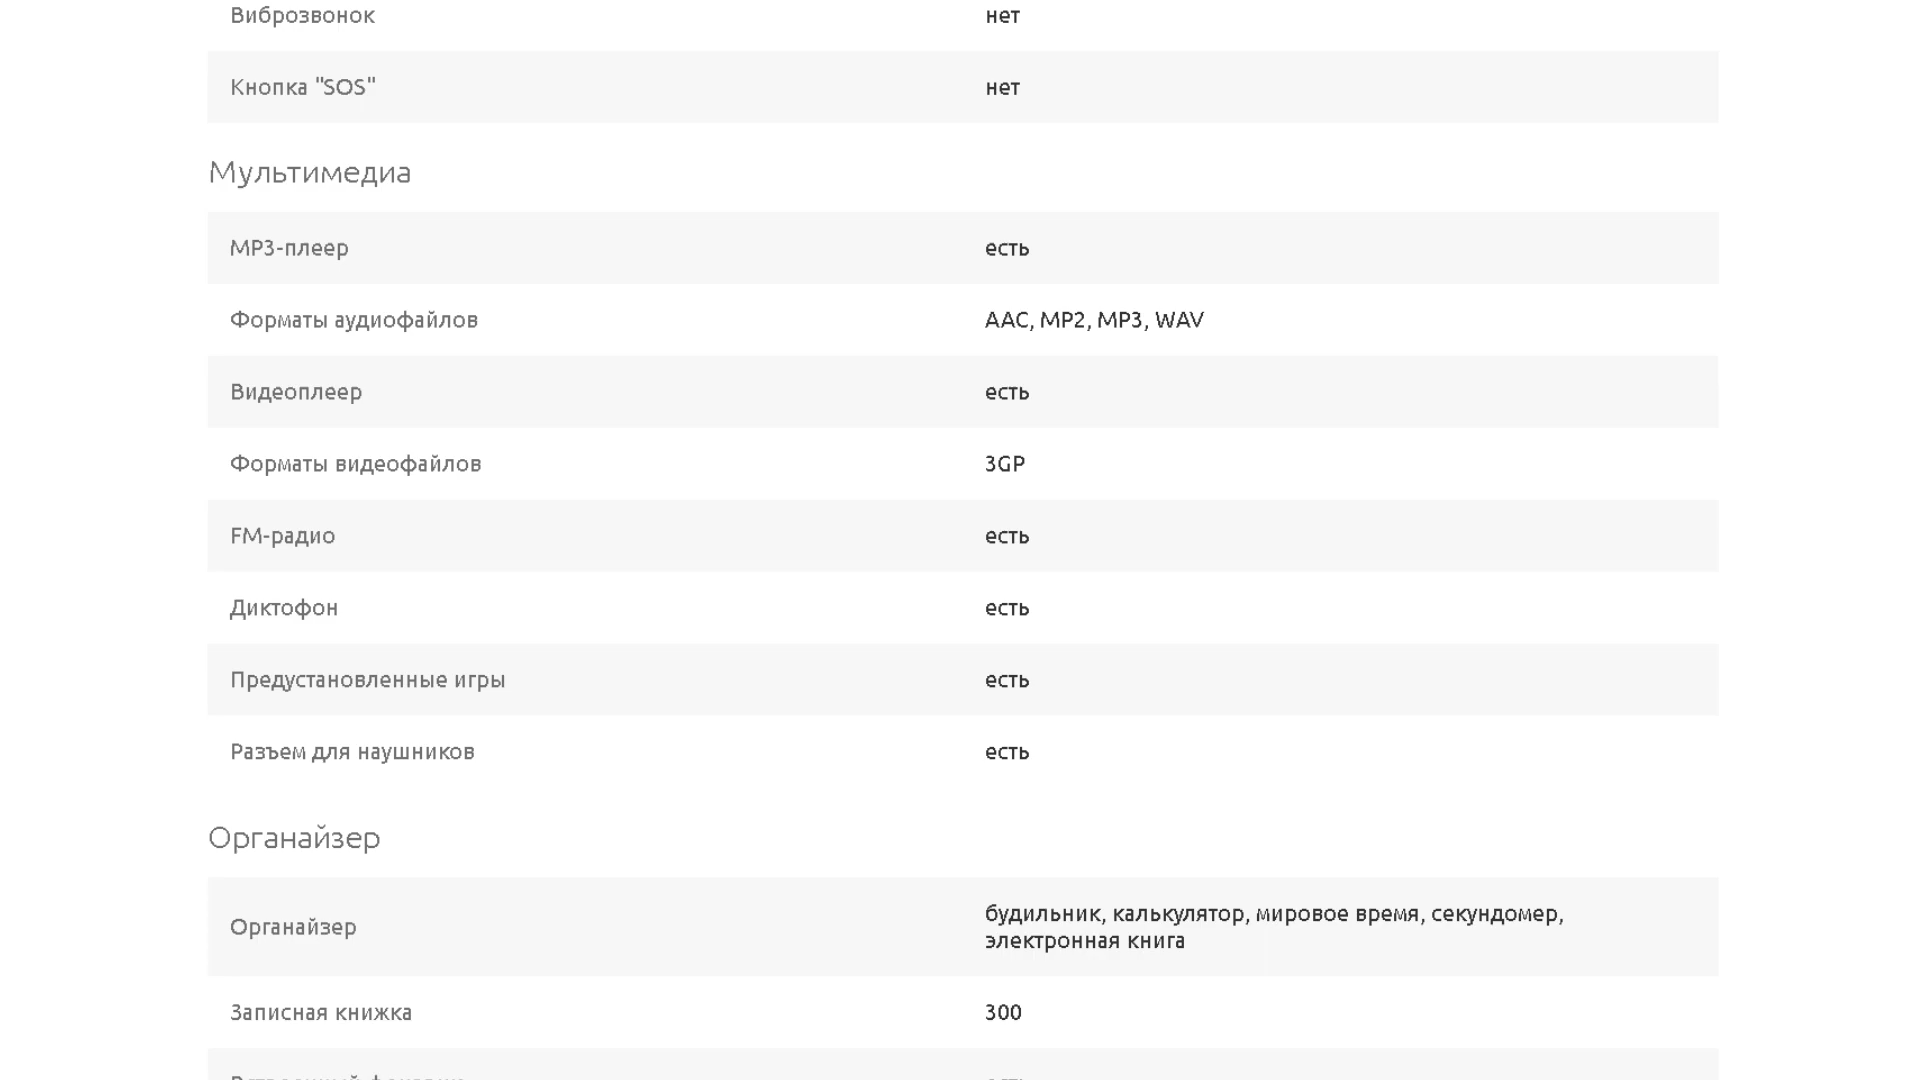 Виброзвонок нет
Кнопка "SOS" нет
Мультимедиа
MP3-плеер есть
Форматы аудиофайлов AAC, MP2, MP3, WAV
Видеоплеер есть
Форматы видеофайлов 3GP
FM-радио есть
Диктофон есть
Предустановленные игры есть
Разъем для наушников есть
Органайзер
Органайзер будильник, калькулятор, мировое время, секундомер,
электронная книга
Записная книжка 300